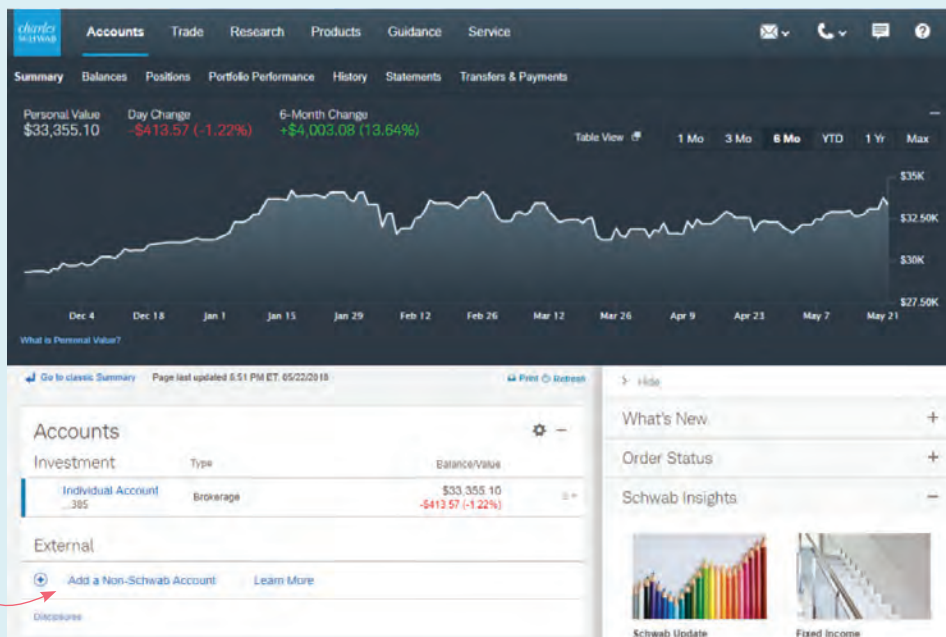 charles SCHWAB
Accounts Trade Research Products Guidance Service
Summary Balances Positions Portfolio Performance History Statements Transfers & Payments
Personal Value Day Change 6-Month Change
$33,355.10 -$413.57 (-1.22%) +$4,003.08 (13.64%)
Table View 1 Mo 3 Mo 6 Mo YTD 1 Yr Max
$35K
$32.50K
$30K
$27.50K
Dec 4 Dec 18 Jan 1 Jan 15 Jan 29 Feb 12 Feb 26 Mar 12 Mar 26 Apr 9 Apr 23 May 7 May 21
What is Personal Value?
Go to classic Summary Page last updated 6:51 PM ET, 05/22/2018 Print Refresh
Accounts
Investment Type Balance/Value
Individual Account Brokerage $33,355.10
...385 -$413.57 (-1.22%)
External
Add a Non-Schwab Account Learn More
Disclosures
Hide
What's New
Order Status
Schwab Insights
Schwab Update Fixed Income